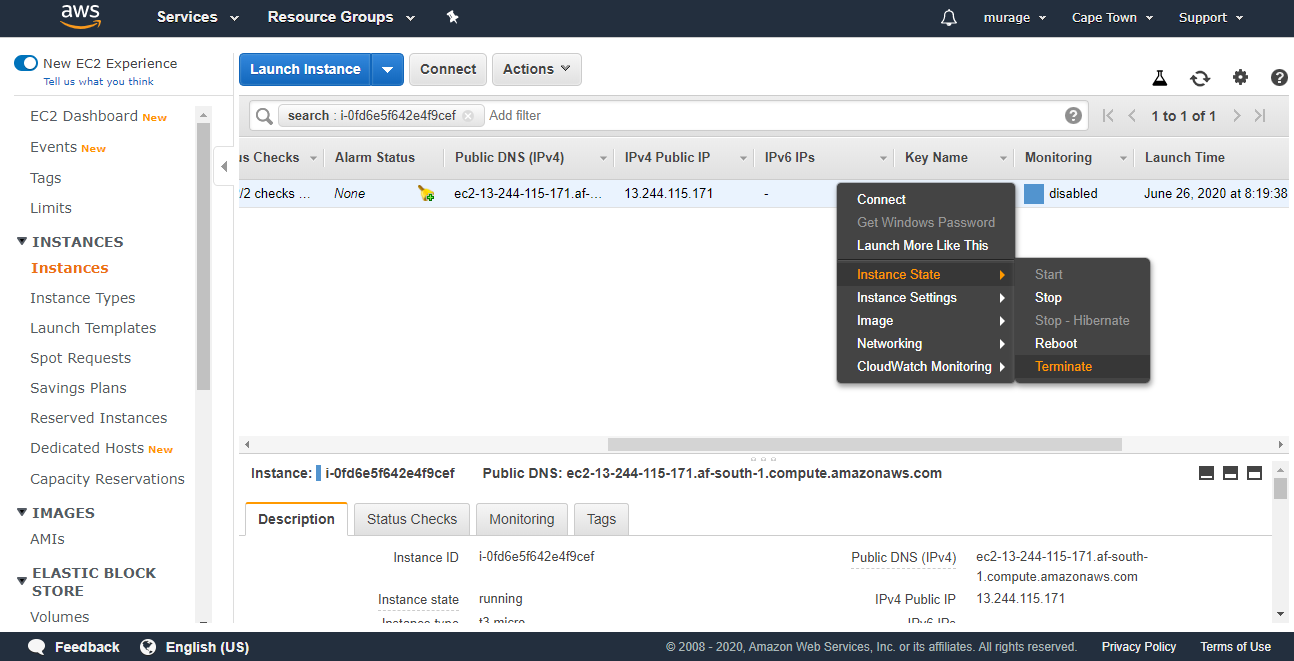 aws Services Resource Groups murage Cape Town Support
New EC2 Experience
Tell us what you think
EC2 Dashboard New
Events New
Tags
Limits
INSTANCES
Instances
Instance Types
Launch Templates
Spot Requests
Savings Plans
Reserved Instances
Dedicated Hosts New
Capacity Reservations
IMAGES
AMIs
ELASTIC BLOCK
STORE
Volumes
Launch Instance Connect Actions
search : i-0fd6e5f642e4f9cef Add filter 1 to 1 of 1
us Checks Alarm Status Public DNS (IPv4) IPv4 Public IP IPv6 IPs Key Name Monitoring Launch Time
/2 checks ... None ec2-13-244-115-171.af-... 13.244.115.171 - disabled June 26, 2020 at 8:19:38
Connect
Get Windows Password
Launch More Like This
Instance State
Instance Settings
Image
Networking
CloudWatch Monitoring
Start
Stop
Stop - Hibernate
Reboot
Terminate
Instance: i-0fd6e5f642e4f9cef Public DNS: ec2-13-244-115-171.af-south-1.compute.amazonaws.com
Description Status Checks Monitoring Tags
Instance ID i-0fd6e5f642e4f9cef Public DNS (IPv4) ec2-13-244-115-171.af-south-
1.compute.amazonaws.com
Instance state running IPv4 Public IP 13.244.115.171
Instance type t3.micro IPv6 IPs
Feedback English (US) © 2008 - 2020, Amazon Web Services, Inc. or its affiliates. All rights reserved. Privacy Policy Terms of Use